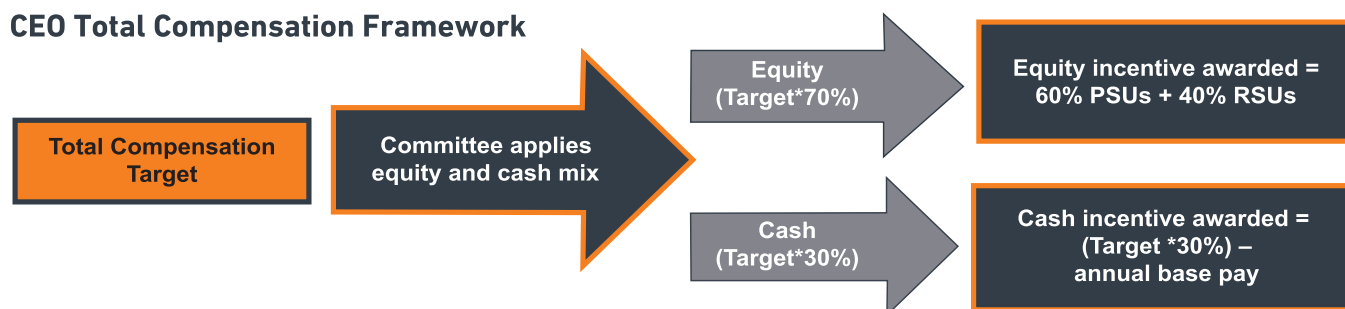 CEO Total Compensation Framework
Total Compensation
Target
Committee applies
equity and cash mix
Equity
(Target*70%)
Equity incentive awarded =
60% PSUs + 40% RSUs
Cash
(Target*30%)
Cash incentive awarded =
(Target *30%) –
annual base pay